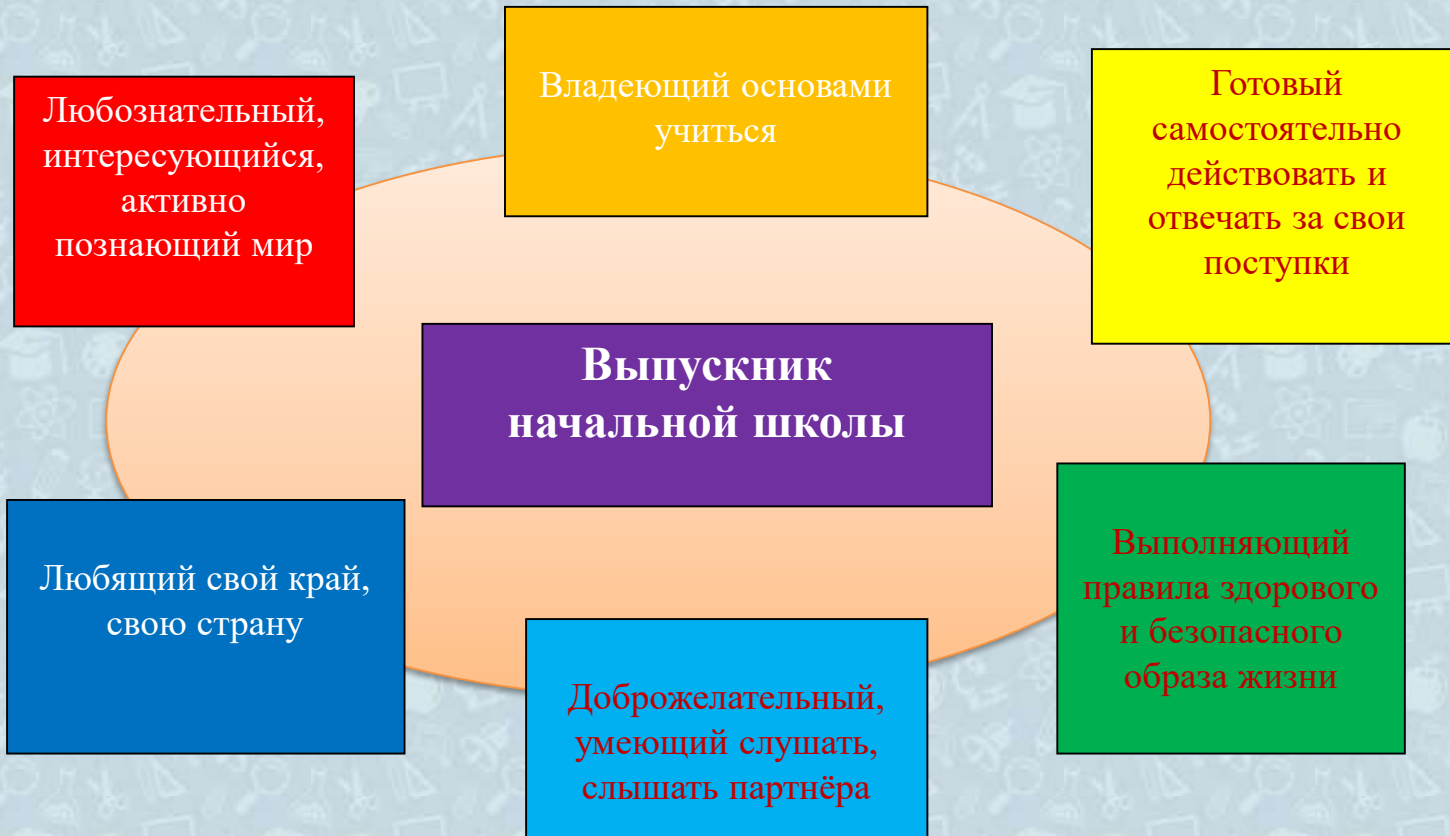 Владеющий основами
учиться
Любознательный,
интересующийся,
активно
познающий мир
Готовый
самостоятельно
действовать и
отвечать за свои
поступки
Выпускник
начальной школы
Любящий свой край,
свою страну
Выполняющий
правила здорового
и безопасного
образа жизни
Доброжелательный,
умеющий слушать,
слышать партнёра